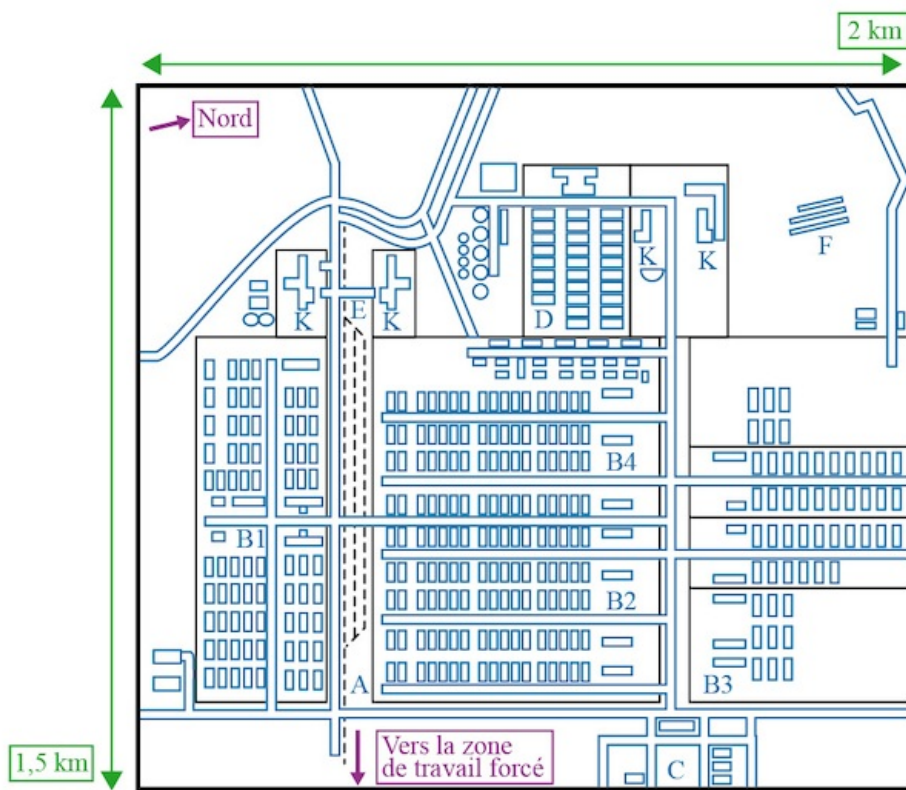 2 km
Nord
F
K
K
D
E
K
K
B4
B1
B2
A
B3
1,5 km
Vers la zone
de travail forcé
C